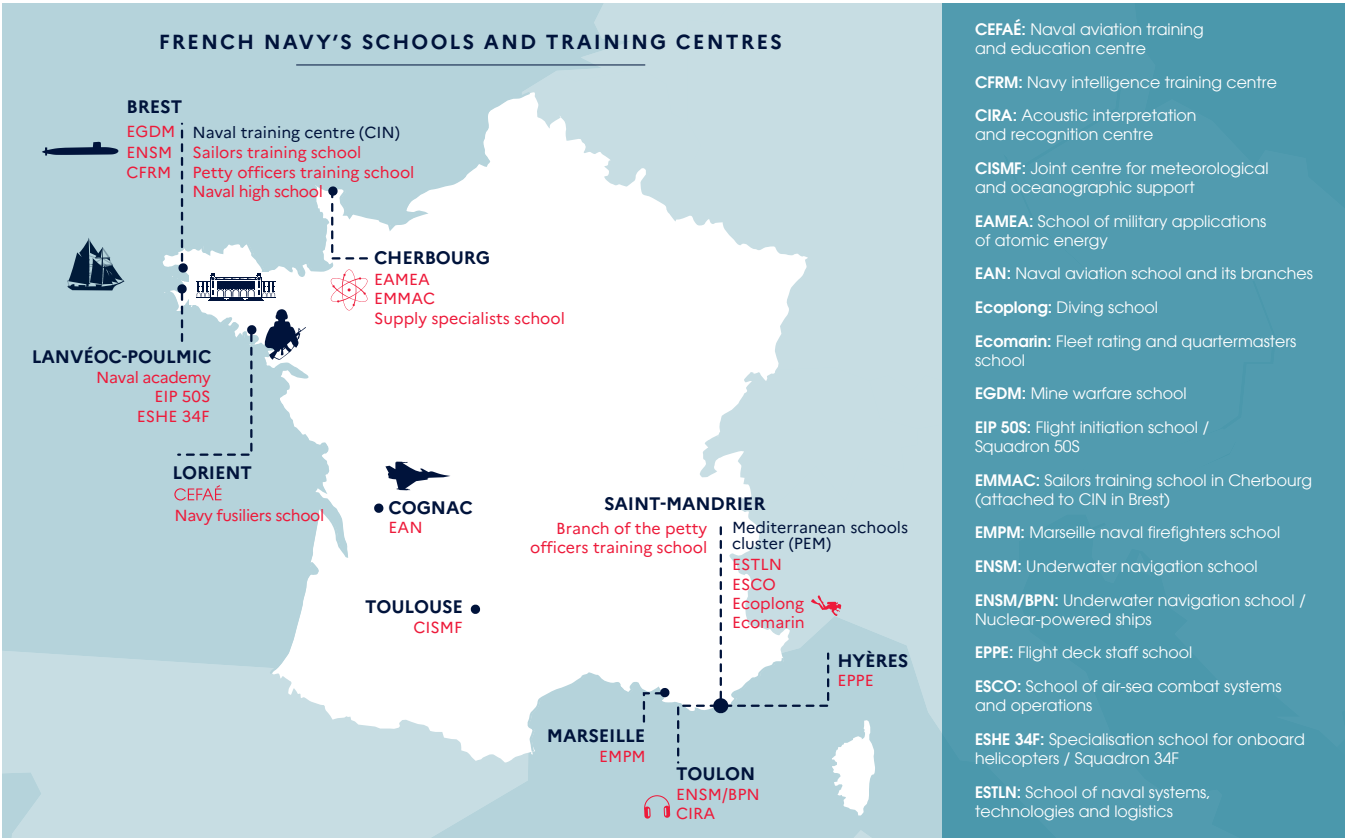 FRENCH NAVY'S SCHOOLS AND TRAINING CENTRES
BREST
EGDM
ENSM
CFRM
Naval training centre (CIN)
Sailors training school
Petty officers training school
Naval high school
CHERBOURG
EAMEA
EMMAC
Supply specialists school
LANVÉOC-POULMIC
Naval academy
EIP 50S
ESHE 34F
LORIENT
CEFAÉ
Navy fusiliers school
COGNAC
EAN
TOULOUSE
CISMF
SAINT-MANDRIER
Branch of the petty
officers training school
Mediterranean schools
cluster (PEM)
ESTLN
ESCO
Ecoplong
Ecomarin
HYÈRES
EPPE
MARSEILLE
EMPM
TOULON
ENSM/BPN
CIRA
CEFAÉ: Naval aviation training
and education centre
CFRM: Navy intelligence training centre
CIRA: Acoustic interpretation
and recognition centre
CISMF: Joint centre for meteorological
and oceanographic support
EAMEA: School of military applications
of atomic energy
EAN: Naval aviation school and its branches
Ecoplong: Diving school
Ecomarin: Fleet rating and quartermasters
school
EGDM: Mine warfare school
EIP 50S: Flight initiation school /
Squadron 50S
EMMAC: Sailors training school in Cherbourg
(attached to CIN in Brest)
EMPM: Marseille naval firefighters school
ENSM: Underwater navigation school
ENSM/BPN: Underwater navigation school /
Nuclear-powered ships
EPPE: Flight deck staff school
ESCO: School of air-sea combat systems
and operations
ESHE 34F: Specialisation school for onboard
helicopters / Squadron 34F
ESTLN: School of naval systems,
technologies and logistics